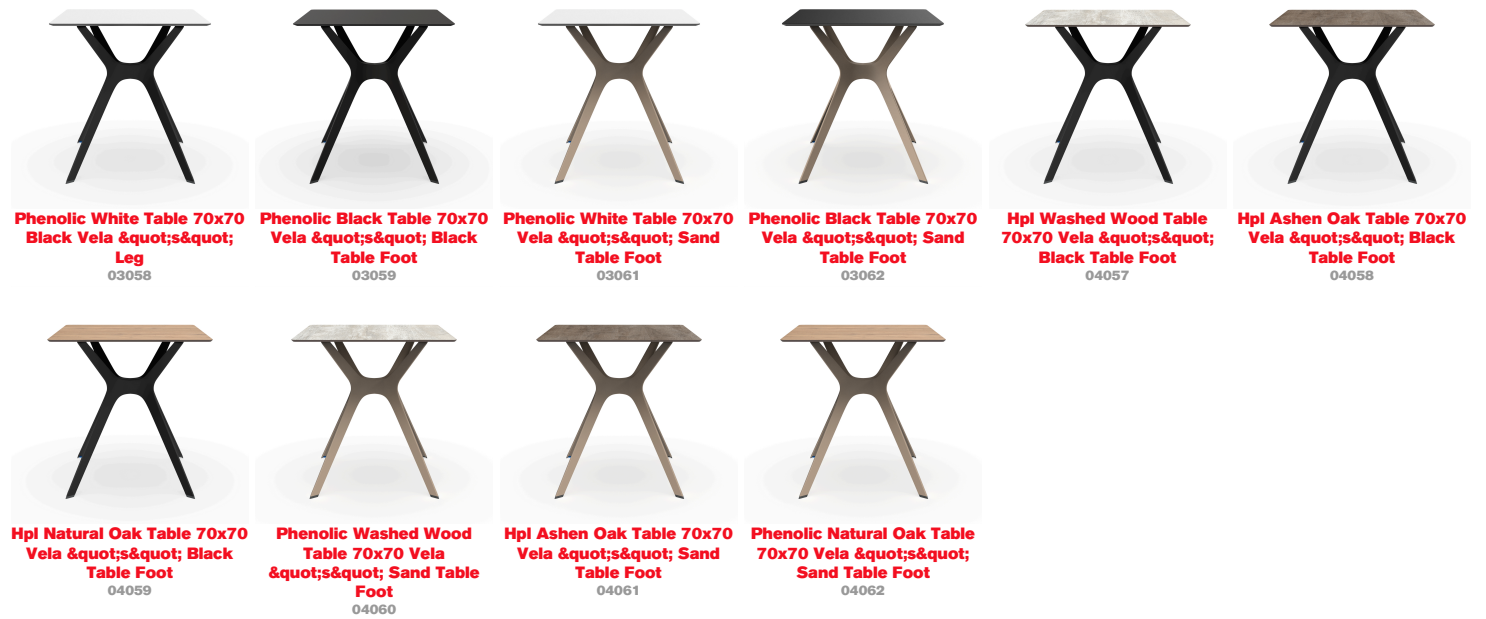 Phenolic White Table 70x70
Black Vela &quot;s&quot;
Leg
03058
Phenolic Black Table 70x70
Vela &quot;s&quot; Black
Table Foot
03059
Phenolic White Table 70x70
Vela &quot;s&quot; Sand
Table Foot
03061
Phenolic Black Table 70x70
Vela &quot;s&quot; Sand
Table Foot
03062
Hpl Washed Wood Table
70x70 Vela &quot;s&quot;
Black Table Foot
04057
Hpl Ashen Oak Table 70x70
Vela &quot;s&quot; Black
Table Foot
04058
Hpl Natural Oak Table 70x70
Vela &quot;s&quot; Black
Table Foot
04059
Phenolic Washed Wood
Table 70x70 Vela
&quot;s&quot; Sand Table
Foot
04060
Hpl Ashen Oak Table 70x70
Vela &quot;s&quot; Sand
Table Foot
04061
Phenolic Natural Oak Table
70x70 Vela &quot;s&quot;
Sand Table Foot
04062